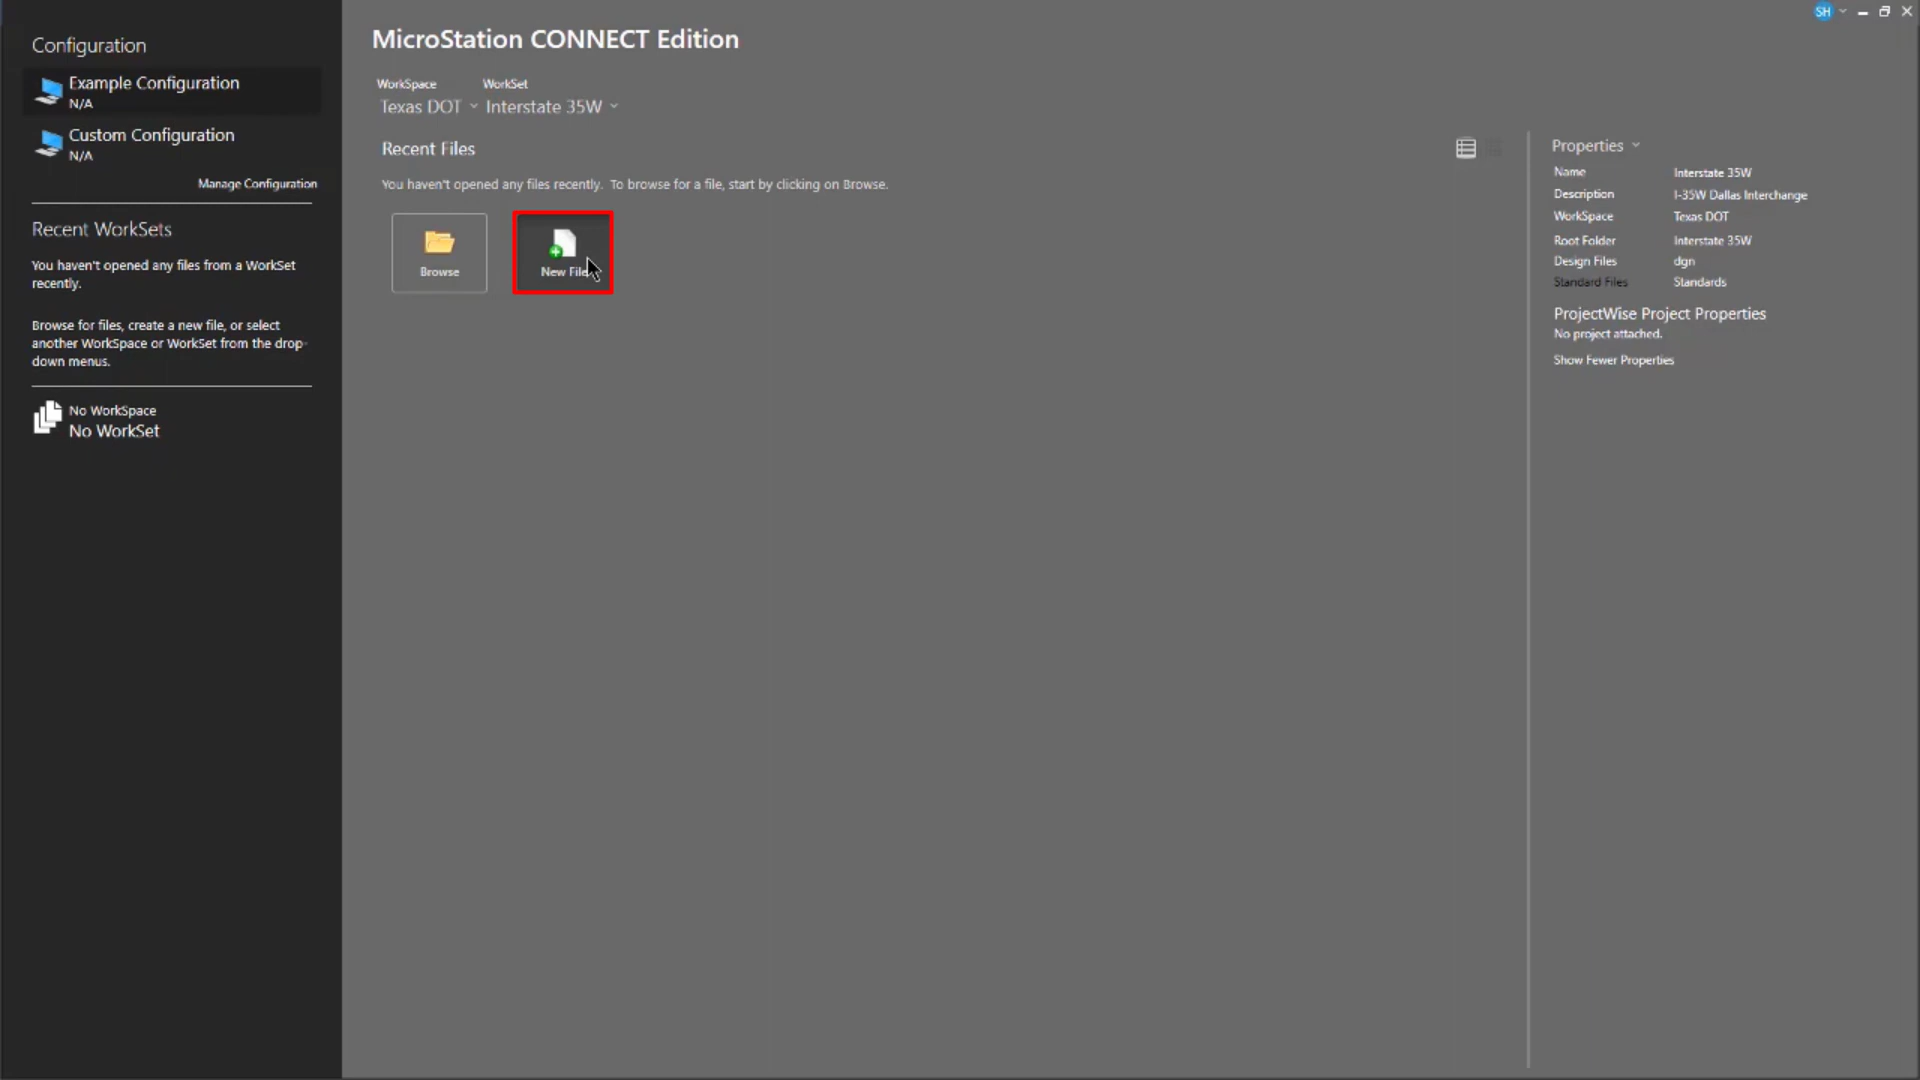 SH
Configuration
Example Configuration
N/A
Custom Configuration
N/A
Manage Configuration
Recent WorkSets
You haven't opened any files from a WorkSet
recently.
Browse for files, create a new file, or select
another WorkSpace or WorkSet from the drop-
down menus.
No WorkSpace
No WorkSet
MicroStation CONNECT Edition
WorkSpace WorkSet
Texas DOT Interstate 35W
Recent Files
You haven't opened any files recently. To browse for a file, start by clicking on Browse.
Browse
New File
Properties
Name Interstate 35W
Description I-35W Dallas Interchange
WorkSpace Texas DOT
Root Folder Interstate 35W
Design Files dgn
Standard Files Standards
ProjectWise Project Properties
No project attached.
Show Fewer Properties